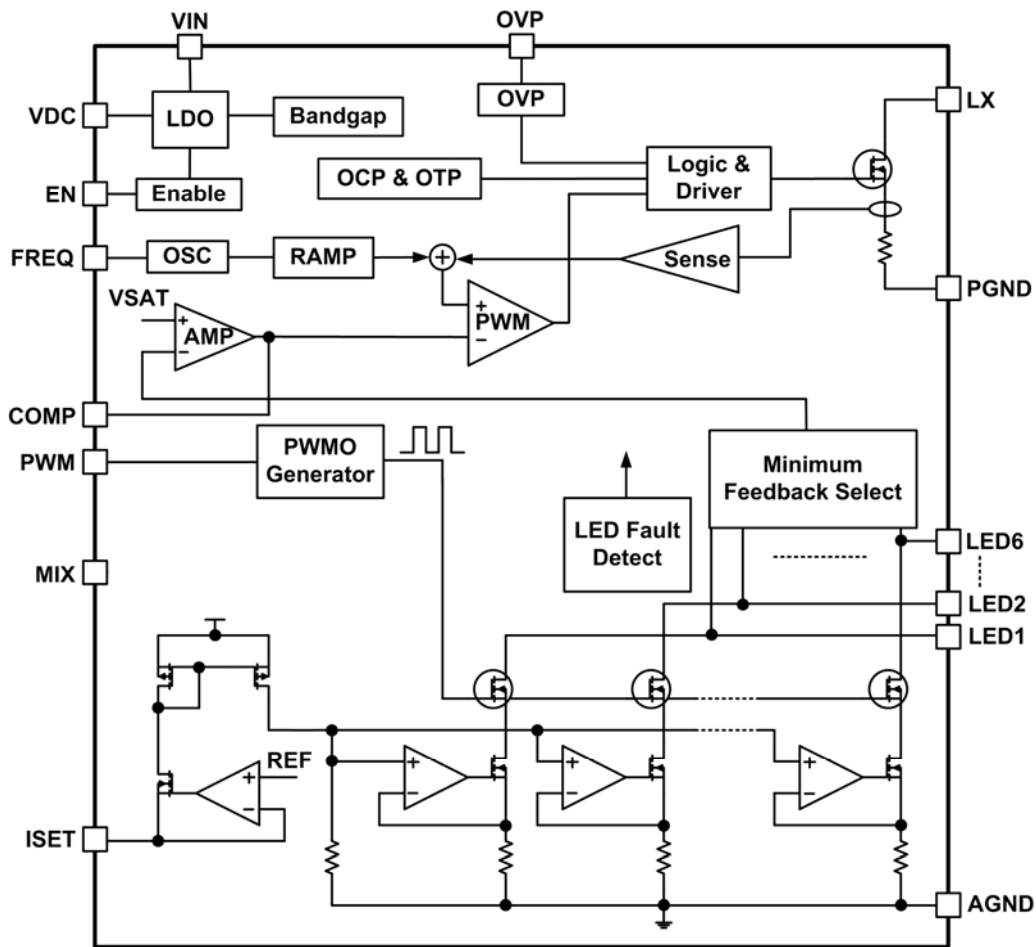 VIN
OVP
VDC
LDO
Bandgap
OVP
LX
EN
Enable
OCP & OTP
Logic &
Driver
FREQ
OSC
RAMP
+
Sense
PGND
VSAT
+
AMP
−
+
PWM
−
COMP
PWM
PWMO
Generator
Minimum
Feedback Select
LED Fault
Detect
LED6
MIX
LED2
LED1
REF
+
−
+
−
+
−
+
−
ISET
AGND